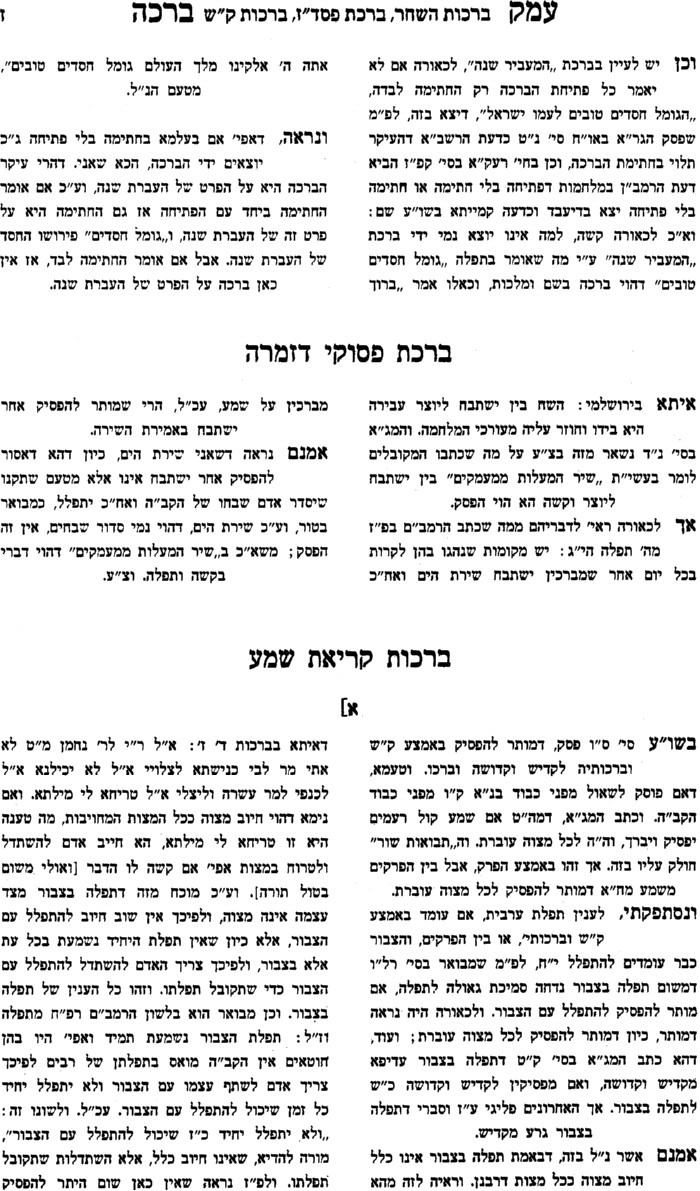 עמק ברכות השחר, ברכת פסד״ז, ברכות ק״ש ברכה ז
וכן יש לעיין בברכת „המעביר שנה״, לכאורה אם לא
יאמר כל פתיחת הברכה רק החתימה לבדה,
„הגומל חסדים טובים לעמו ישראל״, דיצא בזה, לפ״מ
שפסק הגר״א באו״ח סי׳ נ״ט כדעת הרשב״א דהעיקר
תלוי בחתימת הברכה, וכן בחי׳ רעק״א בסי׳ קפ״ז הביא
דעת הרמב״ן במלחמות דפתיחה בלי חתימה או חתימה
בלי פתיחה יצא בדיעבד וכדעה קמייתא בשו״ע שם:
וא״כ לכאורה קשה, למה אינו יוצא נמי ידי ברכת
„המעביר שנה״ ע״י מה שאומר בתפלה „גומל חסדים
טובים״ דהוי ברכה בשם ומלכות, וכאלו אמר „ברוך
אתה ה׳ אלקינו מלך העולם גומל חסדים טובים״,
מטעם הנ״ל.
ונראה, דאפי׳ אם בעלמא בחתימה בלי פתיחה ג״כ
יוצאים ידי הברכה, הכא שאני. דהרי עיקר
הברכה היא על הפרט של העברת שנה, וע״כ אם אומר
החתימה ביחד עם הפתיחה אז גם החתימה היא על
פרט זה של העברת שנה, ו„גומל חסדים״ פירושו החסד
של העברת שנה. אבל אם אומר החתימה לבד, אז אין
כאן ברכה על הפרט של העברת שנה.
ברכת פסוקי דזמרה
איתא בירושלמי: השח בין ישתבח ליוצר עבירה
היא בידו וחוזר עליה מעורכי המלחמה. והמג״א
בסי׳ נ״ד נשאר מזה בצ״ע על מה שכתבו המקובלים
לומר בעשי״ת „שיר המעלות ממעמקים״ בין ישתבח
ליוצר וקשה הא הוי הפסק.
אך לכאורה ראי׳ לדבריהם ממה שכתב הרמב״ם בפ״ז
מה׳ תפלה הי״ג: יש מקומות שנהגו בהן לקרות
בכל יום אחר שמברכין ישתבח שירת הים ואח״כ
מברכין על שמע, עכ״ל, הרי שמותר להפסיק אחר
ישתבח באמירת השירה.
אמנם נראה דשאני שירת הים, כיון דהא דאסור
להפסיק אחר ישתבח אינו אלא מטעם שתקנו
שיסדר אדם שבחו של הקב״ה ואח״כ יתפלל, כמבואר
בטור, וע״כ שירת הים, דהוי נמי סדור שבחים, אין זה
הפסק; משא״כ ב„שיר המעלות ממעמקים״ דהוי דברי
בקשה ותפלה. וצ״ע.
ברכות קריאת שמע
א]
בשו״ע סי׳ ס״ו פסק, דמותר להפסיק באמצע ק״ש
וברכותיה לקדיש וקדושה וברכו. וטעמא,
דאם פוסק לשאול מפני כבוד בנ״א ק״ו מפני כבוד
הקב״ה. וכתב המג״א, דמה״ט אם שמע קול רעמים
יפסיק ויברך, וה״ה לכל מצוה עוברת. וה„תבואות שור״
חולק עליו בזה. אך זהו באמצע הפרק, אבל בין הפרקים
משמע מח״א דמותר להפסיק לכל מצוה עוברת.
ונסתפקתי, לענין תפלת ערבית, אם עומד באמצע
ק״ש וברכותי׳, או בין הפרקים, והצבור
כבר עומדים להתפלל י״ח, לפ״מ שמבואר בסי׳ רל״ו
דמשום תפלה בצבור נדחה סמיכת גאולה לתפלה, אם
מותר להפסיק להתפלל עם הצבור. ולכאורה היה נראה
דמותר, כיון דמותר להפסיק לכל מצוה עוברת; ועוד,
דהא כתב המג״א בסי׳ ק״ט דתפלה בצבור עדיפא
מקדיש וקדושה, ואם מפסיקין לקדיש וקדושה כ״ש
לתפלה בצבור. אך האחרונים פליגי ע״ז וסברי דתפלה
בצבור גרע מקדיש.
אמנם אשר נ״ל בזה, דבאמת תפלה בצבור אינו כלל
חיוב מצוה ככל מצות דרבנן. וראיה לזה מהא
דאיתא בברכות ד׳ ז׳: א״ל ר״י לר׳ נחמן מ״ט לא
אתי מר לבי כנישתא לצלויי א״ל לא יכילנא א״ל
לכנפי למר עשרה וליצלי א״ל טריחא לי מילתא. ואם
נימא דהוי חיוב מצוה ככל המצות המחויבות, מה טענה
היא זו טריחא לי מילתא, הא חייב אדם להשתדל
ולטרוח במצות אפי׳ אם קשה לו הדבר [ואולי משום
בטול תורה]. וע״כ מוכח מזה דתפלה בצבור מצד
עצמה אינה מצוה, ולפיכך אין שוב חיוב להתפלל עם
הצבור, אלא כיון שאין תפלת היחיד נשמעת בכל עת
אלא בצבור, ולפיכך צריך האדם להשתדל להתפלל עם
הצבור כדי שתקובל תפלתו. וזהו כל הענין של תפלה
בצבור. וכן מבואר הוא בלשון הרמב״ם רפ״ח מתפלה
וז״ל: תפלת הצבור נשמעת תמיד ואפי׳ היו בהן
חוטאים אין הקב״ה מואס בתפלתן של רבים לפיכך
צריך אדם לשתף עצמו עם הצבור ולא יתפלל יחיד
כל זמן שיכול להתפלל עם הצבור. עכ״ל. ולשונו זה:
„ולא יתפלל יחיד כ״ז שיכול להתפלל עם הצבור״,
מורה להדיא, שאינו חיוב כלל, אלא השתדלות שתקובל
תפלתו. ולפ״ז נראה שאין כאן שום היתר להפסיק